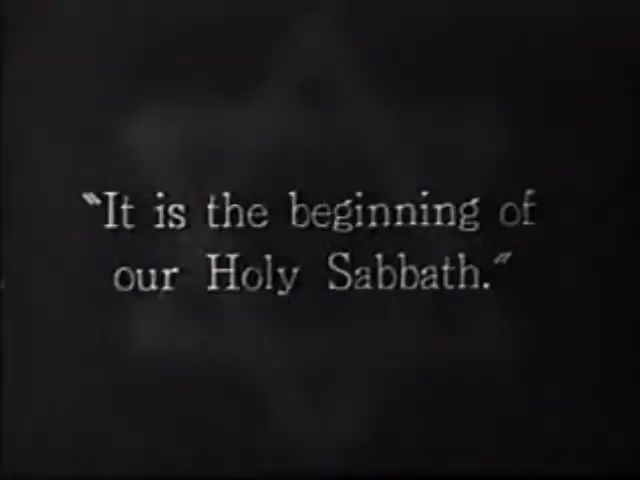 "It is the beginning of
our Holy Sabbath."